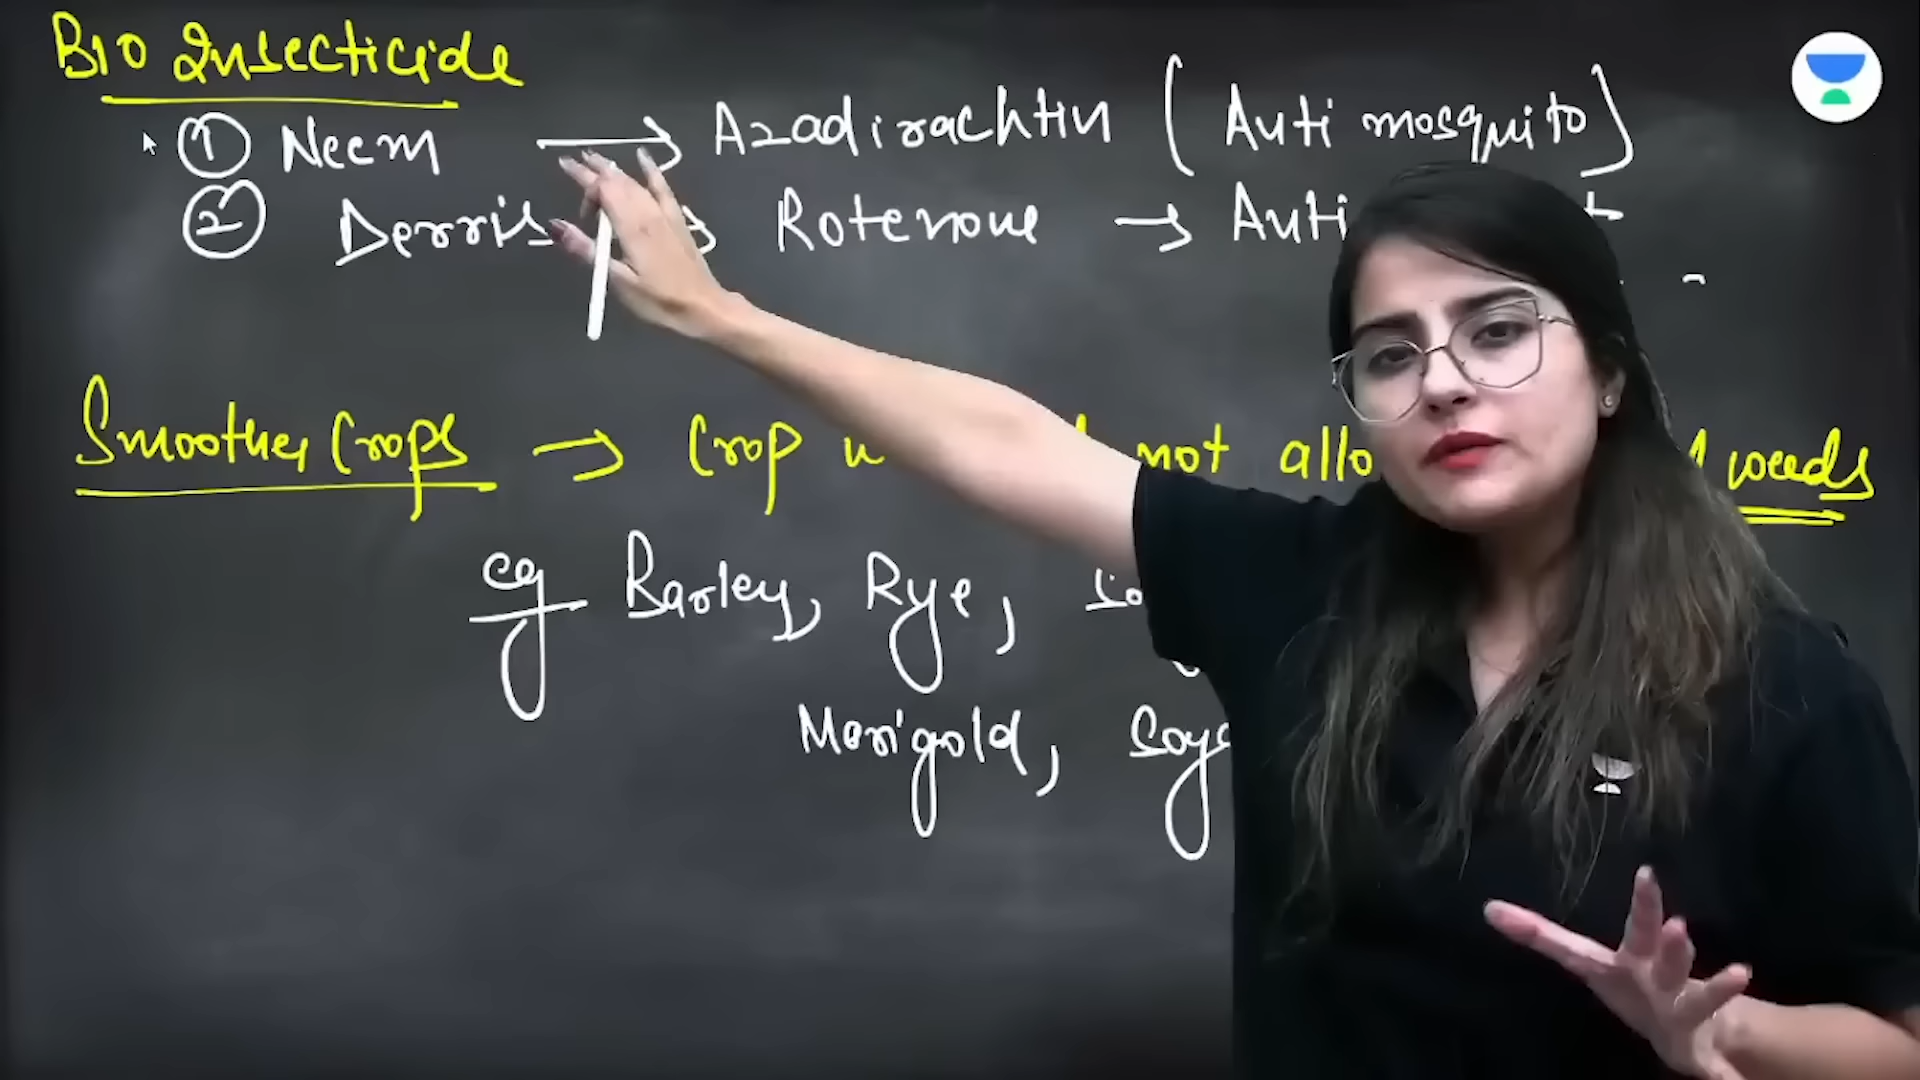 Bio Insecticide
① Neem → Azadirachtin ( Anti mosquito )
② Derris → Rotenone → Anti
Smoother Crops → Crop not allo weeds
eg Barley, Rye,
Merigold,